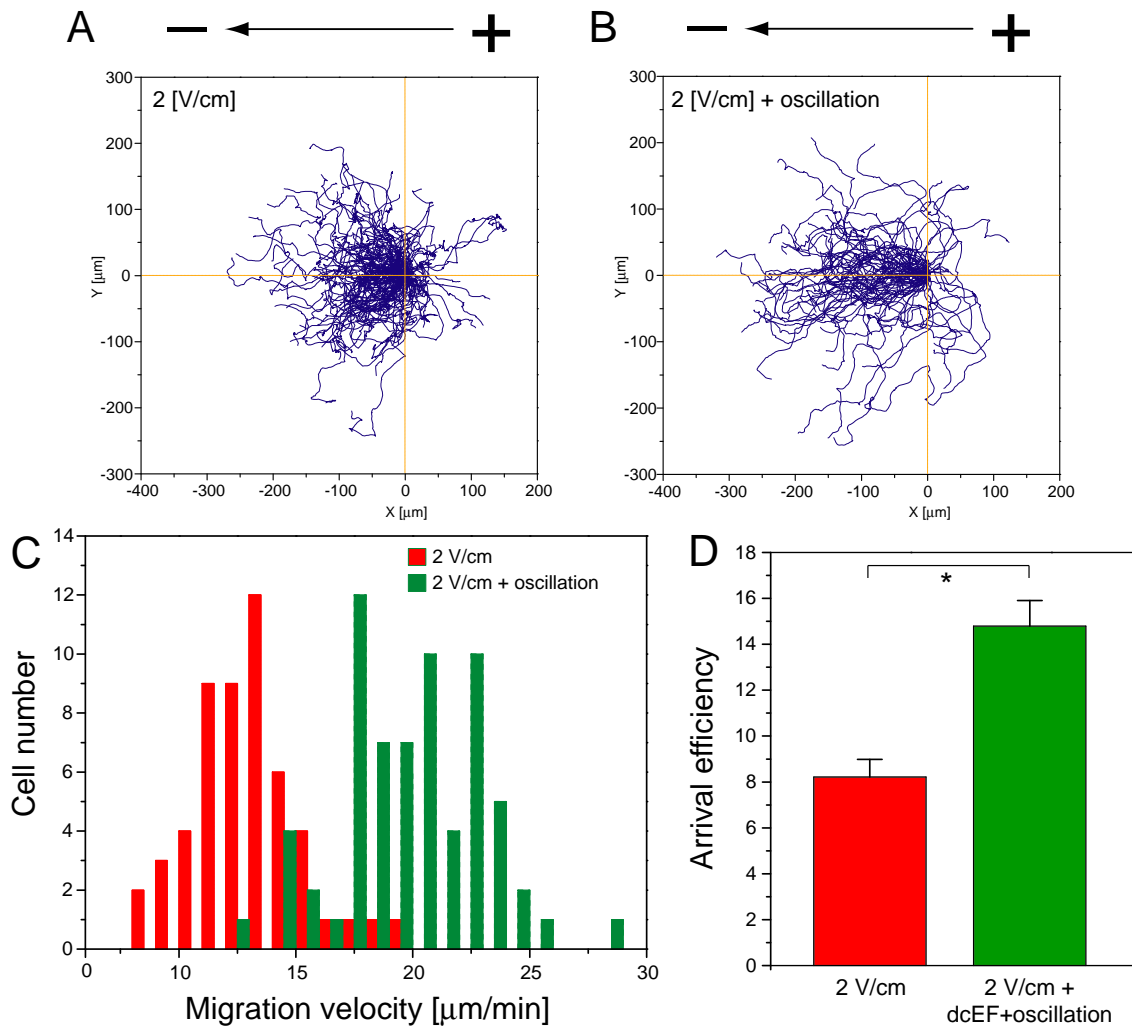 A
− +
2 [V/cm]
300
200
100
0
-100
-200
-300
Y [μm]
-400 -300 -200 -100 0 100 200
X [μm]
B
− +
2 [V/cm] + oscillation
300
200
100
0
-100
-200
-300
Y [μm]
-400 -300 -200 -100 0 100 200
X [μm]
C
2 V/cm
2 V/cm + oscillation
14
12
10
8
6
4
2
0
Cell number
0 10 15 20 25 30
Migration velocity [μm/min]
D
*
18
16
14
12
10
8
6
4
2
0
Arrival efficiency
2 V/cm
2 V/cm +
dcEF+oscillation